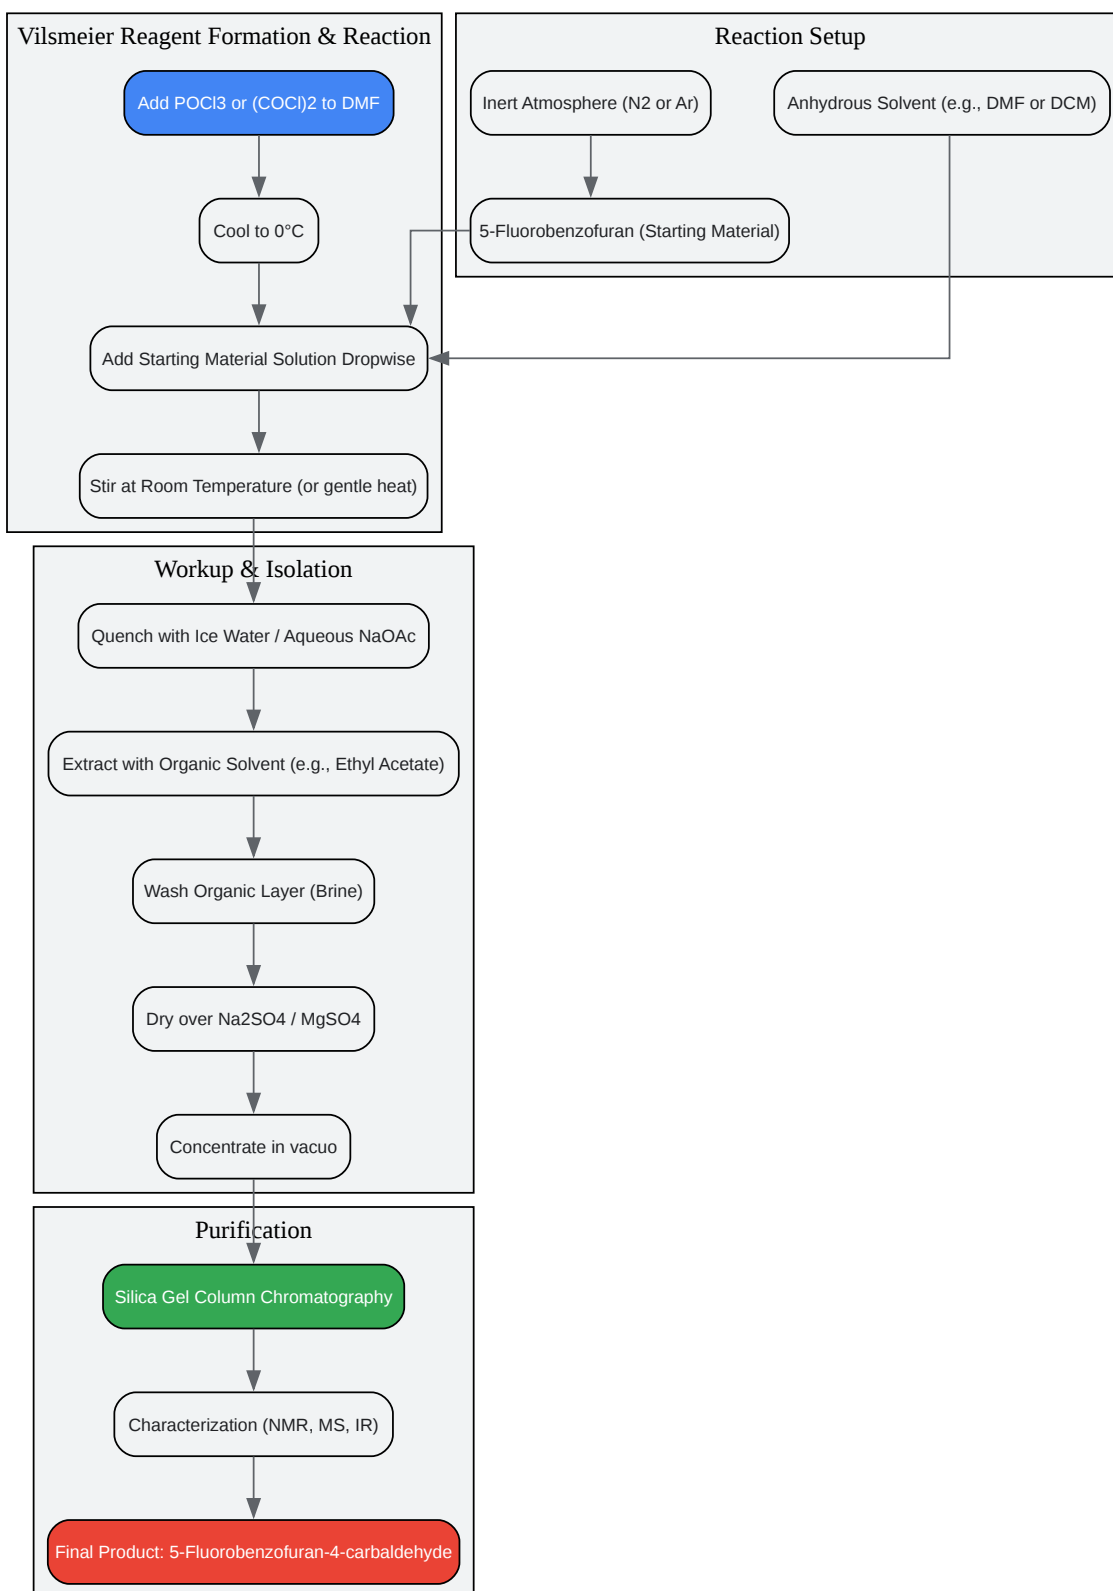 Vilsmeier Reagent Formation & Reaction
Add POCl3 or (COCl)2 to DMF
Cool to 0°C
Add Starting Material Solution Dropwise
Stir at Room Temperature (or gentle heat)
Reaction Setup
Inert Atmosphere (N2 or Ar)
Anhydrous Solvent (e.g., DMF or DCM)
5-Fluorobenzofuran (Starting Material)
Workup & Isolation
Quench with Ice Water / Aqueous NaOAc
Extract with Organic Solvent (e.g., Ethyl Acetate)
Wash Organic Layer (Brine)
Dry over Na2SO4 / MgSO4
Concentrate in vacuo
Purification
Silica Gel Column Chromatography
Characterization (NMR, MS, IR)
Final Product: 5-Fluorobenzofuran-4-carbaldehyde